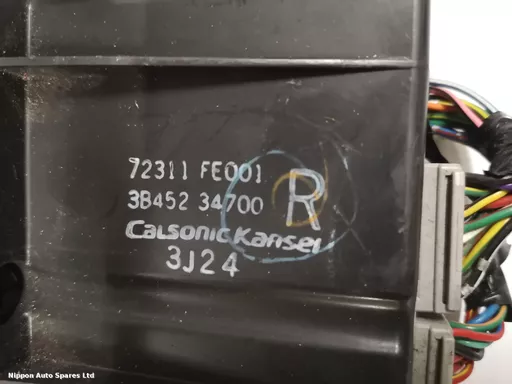 72311 FE001
3B452 34700 R
CalsonicKansei
3J24
Nippon Auto Spares Ltd